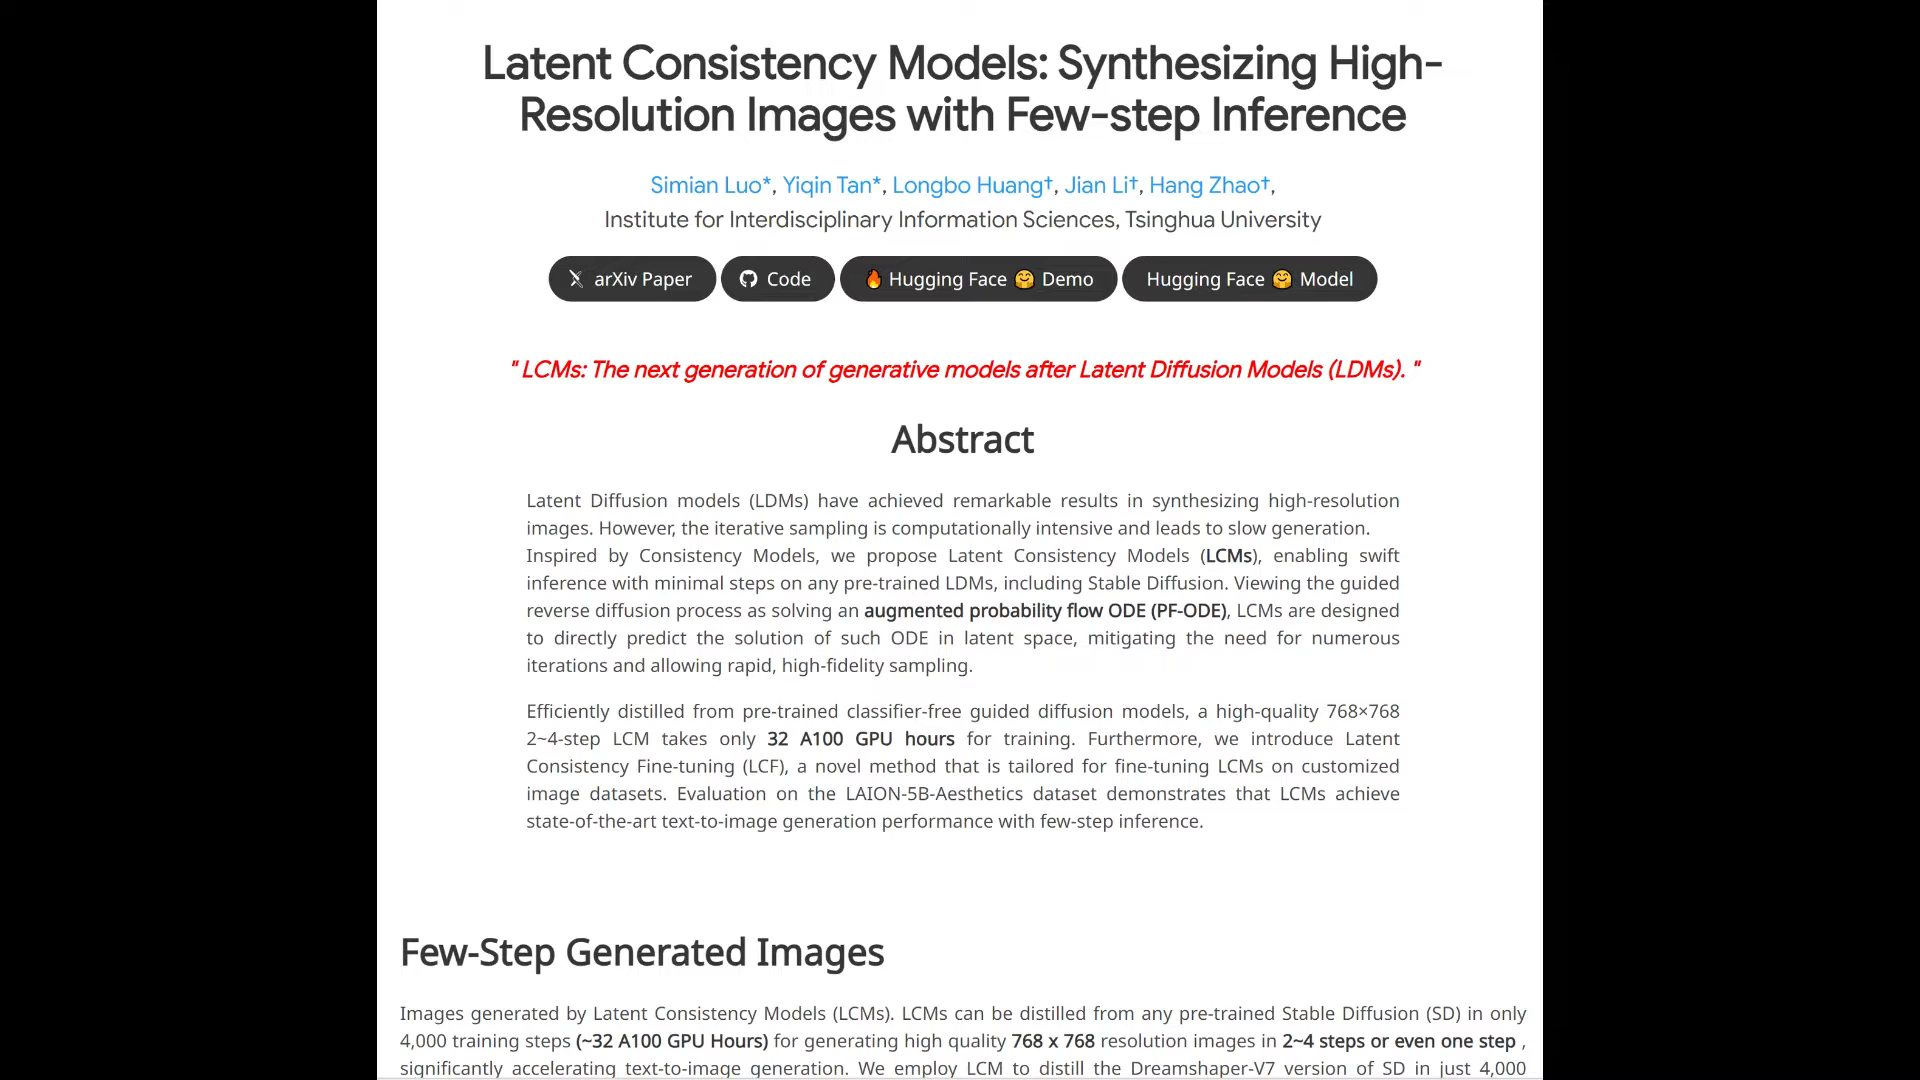 Latent Consistency Models: Synthesizing High-
Resolution Images with Few-step Inference
Simian Luo*, Yiqin Tan*, Longbo Huang†, Jian Li†, Hang Zhao†,
Institute for Interdisciplinary Information Sciences, Tsinghua University
arXiv Paper Code 🔥 Hugging Face 🤗 Demo Hugging Face 🤗 Model
" LCMs: The next generation of generative models after Latent Diffusion Models (LDMs). "
Abstract
Latent Diffusion models (LDMs) have achieved remarkable results in synthesizing high-resolution
images. However, the iterative sampling is computationally intensive and leads to slow generation.
Inspired by Consistency Models, we propose Latent Consistency Models (LCMs), enabling swift
inference with minimal steps on any pre-trained LDMs, including Stable Diffusion. Viewing the guided
reverse diffusion process as solving an augmented probability flow ODE (PF-ODE), LCMs are designed
to directly predict the solution of such ODE in latent space, mitigating the need for numerous
iterations and allowing rapid, high-fidelity sampling.
Efficiently distilled from pre-trained classifier-free guided diffusion models, a high-quality 768×768
2~4-step LCM takes only 32 A100 GPU hours for training. Furthermore, we introduce Latent
Consistency Fine-tuning (LCF), a novel method that is tailored for fine-tuning LCMs on customized
image datasets. Evaluation on the LAION-5B-Aesthetics dataset demonstrates that LCMs achieve
state-of-the-art text-to-image generation performance with few-step inference.
Few-Step Generated Images
Images generated by Latent Consistency Models (LCMs). LCMs can be distilled from any pre-trained Stable Diffusion (SD) in only
4,000 training steps (~32 A100 GPU Hours) for generating high quality 768 x 768 resolution images in 2~4 steps or even one step ,
significantly accelerating text-to-image generation. We employ LCM to distill the Dreamshaper-V7 version of SD in just 4,000